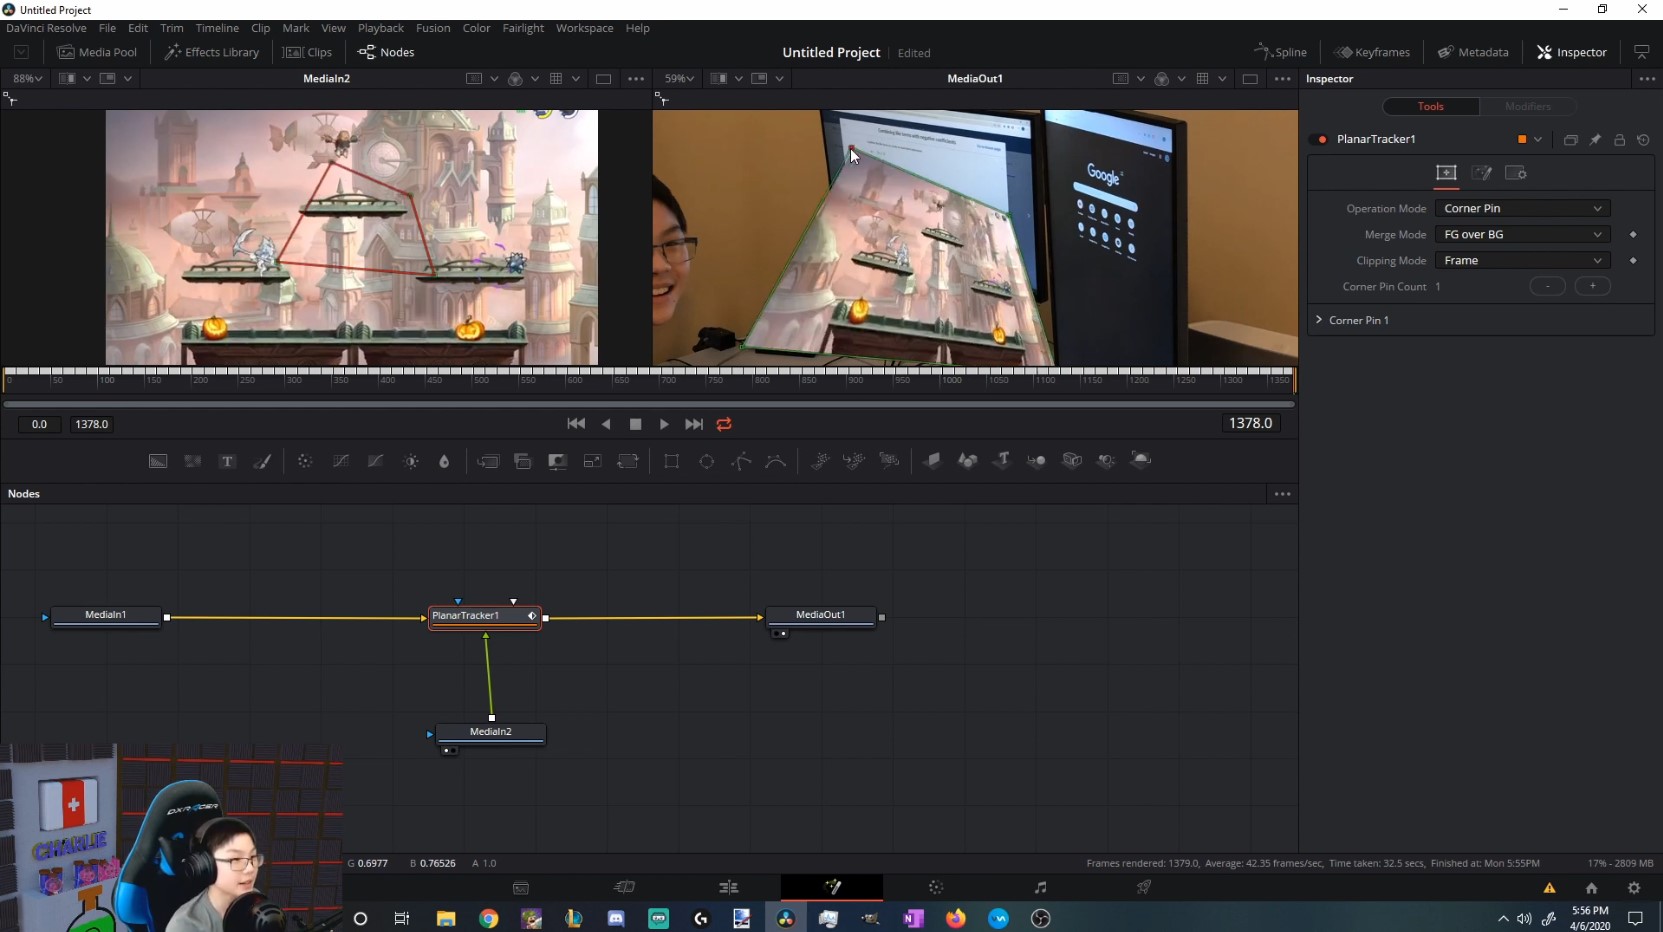 Untitled Project
DaVinci Resolve File Edit Trim Timeline Clip Mark View Playback Fusion Color Fairlight Workspace Help
Media Pool Effects Library Clips Nodes Untitled Project Edited Spline Keyframes Metadata Inspector
88% MediaIn2 59% MediaOut1 Inspector
Tools Modifiers
PlanarTracker1
Google
Operation Mode Corner Pin
Merge Mode FG over BG
Clipping Mode Frame
Corner Pin Count 1 - +
Corner Pin 1
0 50 100 150 200 250 300 350 400 450 500 550 600 650 700 750 800 850 900 950 1000 1050 1100 1150 1200 1250 1300 1350
0.0 1378.0 1378.0
T T
Nodes
MediaIn1 PlanarTracker1 MediaOut1
MediaIn2
DXRACER
CHARLIE
G 0.6977 B 0.76526 A 1.0 Frames rendered: 1379.0, Average: 42.35 frames/sec, Time taken: 32.5 secs, Finished at: Mon 5:55PM 17% - 2809 MB
5:56 PM
4/6/2020